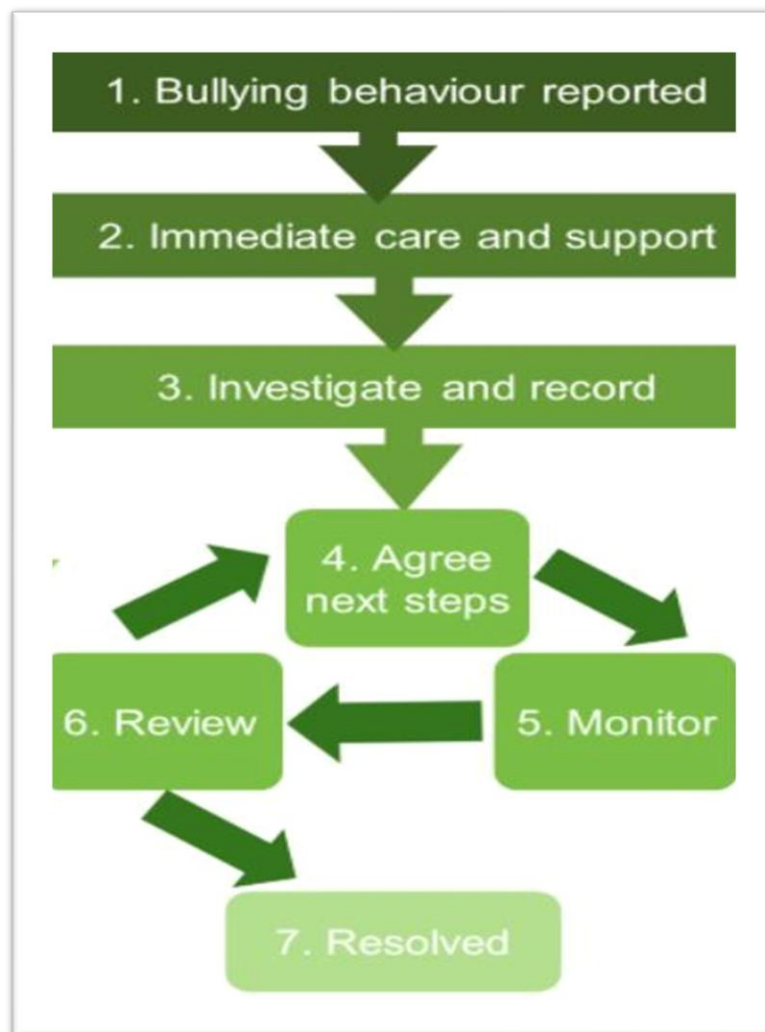 1. Bullying behaviour reported
2. Immediate care and support
3. Investigate and record
4. Agree
next steps
6. Review
5. Monitor
7. Resolved